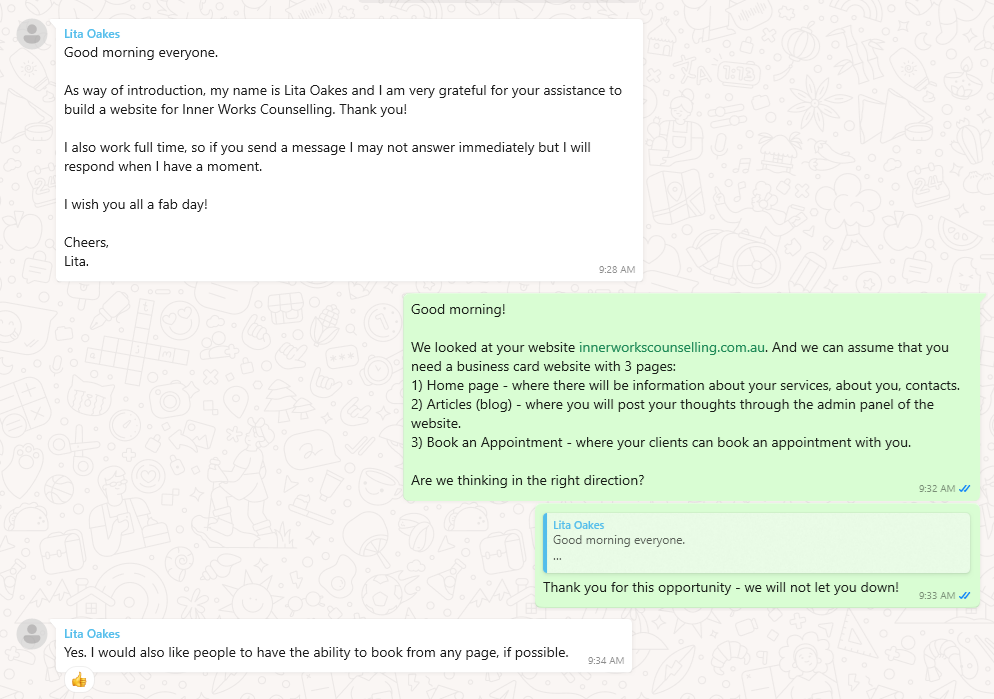 Lita Oakes
Good morning everyone.
As way of introduction, my name is Lita Oakes and I am very grateful for your assistance to
build a website for Inner Works Counselling. Thank you!
I also work full time, so if you send a message I may not answer immediately but I will
respond when I have a moment.
I wish you all a fab day!
Cheers,
Lita.
9:28 AM
Good morning!
We looked at your website innerworkscounselling.com.au. And we can assume that you
need a business card website with 3 pages:
1) Home page - where there will be information about your services, about you, contacts.
2) Articles (blog) - where you will post your thoughts through the admin panel of the
website.
3) Book an Appointment - where your clients can book an appointment with you.
Are we thinking in the right direction?
9:32 AM
Lita Oakes
Good morning everyone.
...
Thank you for this opportunity - we will not let you down!
9:33 AM
Lita Oakes
Yes. I would also like people to have the ability to book from any page, if possible.
9:34 AM